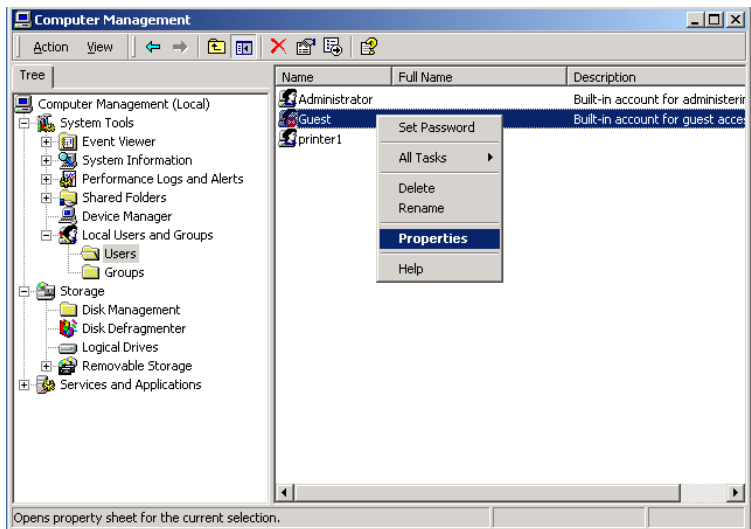 Computer Management
Action View
Tree
Name Full Name Description
Computer Management (Local)
System Tools
Event Viewer
System Information
Performance Logs and Alerts
Shared Folders
Device Manager
Local Users and Groups
Users
Groups
Storage
Disk Management
Disk Defragmenter
Logical Drives
Removable Storage
Services and Applications
Administrator Built-in account for administerin
Guest Built-in account for guest acce
printer1
Set Password
All Tasks
Delete
Rename
Properties
Help
Opens property sheet for the current selection.